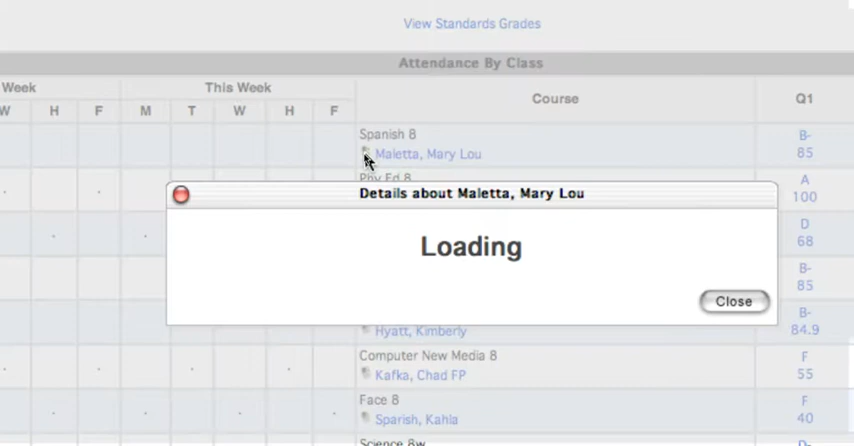 View Standards Grades
Attendance By Class
Week This Week Course Q1
W H F M T W H F
Spanish 8 B-
Maletta, Mary Lou 85
Phy Ed 8 A
100
Details about Maletta, Mary Lou
D
68
Loading
B-
85
Close
B-
Hyatt, Kimberly 84.9
Computer New Media 8 F
Kafka, Chad FP 55
Face 8 F
Sparish, Kahla 40
Science 8w D-